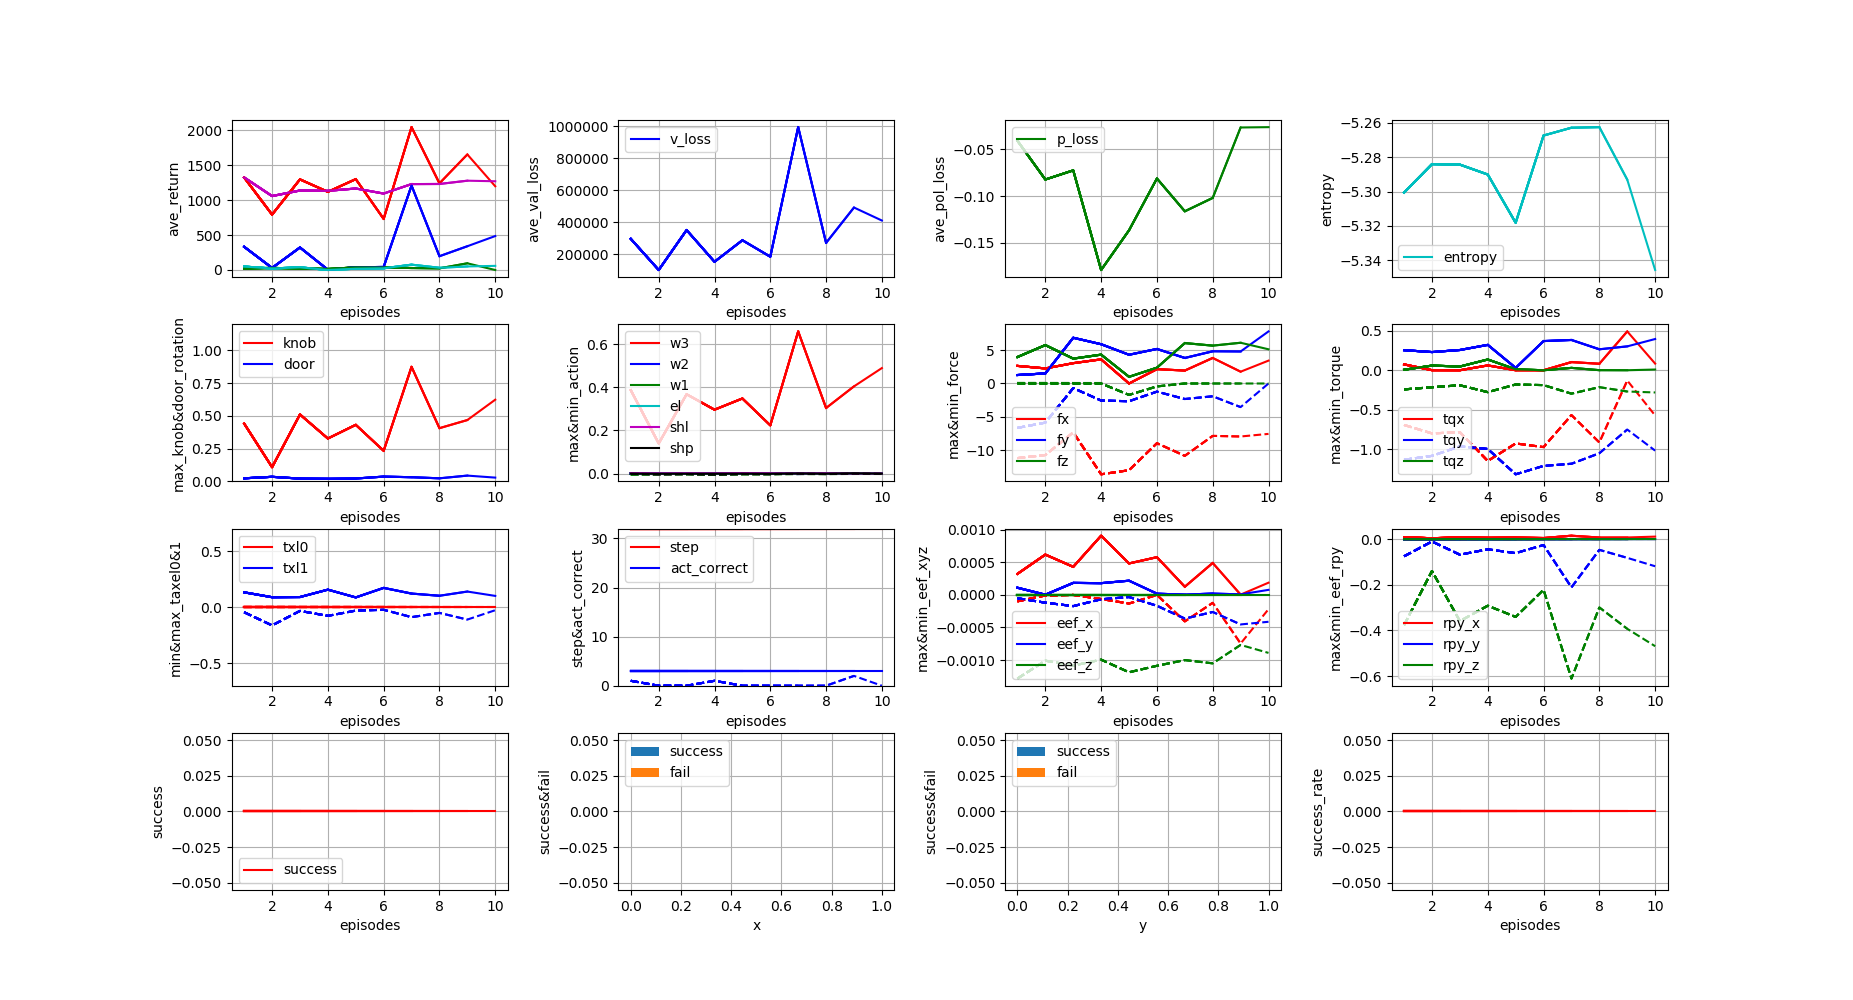 ave_return
2000
1500
1000
500
0
2 4 6 8 10
episodes
ave_val_loss
1000000
800000
600000
400000
200000
v_loss
2 4 6 8 10
episodes
ave_pol_loss
−0.05
−0.10
−0.15
p_loss
2 4 6 8 10
episodes
entropy
−5.26
−5.28
−5.30
−5.32
−5.34
entropy
2 4 6 8 10
episodes
max_knob&door_rotation
1.00
0.75
0.50
0.25
0.00
knob
door
2 4 6 8 10
episodes
max&min_action
0.6
0.4
0.2
0.0
w3
w2
w1
el
shl
shp
2 4 6 8 10
episodes
max&min_force
5
0
−5
−10
fx
fy
fz
2 4 6 8 10
episodes
max&min_torque
0.5
0.0
−0.5
−1.0
tqx
tqy
tqz
2 4 6 8 10
episodes
min&max_taxel0&1
0.5
0.0
−0.5
txl0
txl1
2 4 6 8 10
episodes
step&act_correct
30
20
10
0
step
act_correct
2 4 6 8 10
episodes
max&min_eef_xyz
0.0010
0.0005
0.0000
−0.0005
−0.0010
eef_x
eef_y
eef_z
2 4 6 8 10
episodes
max&min_eef_rpy
0.0
−0.2
−0.4
−0.6
rpy_x
rpy_y
rpy_z
2 4 6 8 10
episodes
success
0.050
0.025
0.000
−0.025
−0.050
success
2 4 6 8 10
episodes
success&fail
0.050
0.025
0.000
−0.025
−0.050
success
fail
0.0 0.2 0.4 0.6 0.8 1.0
x
success&fail
0.050
0.025
0.000
−0.025
−0.050
success
fail
0.0 0.2 0.4 0.6 0.8 1.0
y
success_rate
0.050
0.025
0.000
−0.025
−0.050
2 4 6 8 10
episodes